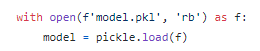 with open(f'model.pkl', 'rb') as f:
    model = pickle.load(f)